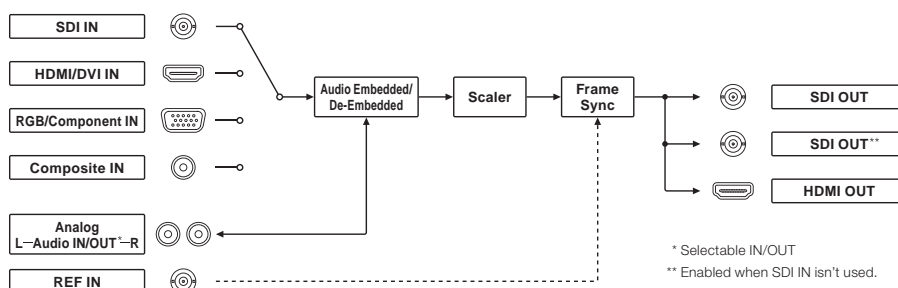 SDI IN
HDMI/DVI IN
RGB/Component IN
Composite IN
Analog
L—Audio IN/OUT*—R
REF IN
Audio Embedded/
De-Embedded
Scaler
Frame
Sync
SDI OUT
SDI OUT**
HDMI OUT
* Selectable IN/OUT
** Enabled when SDI IN isn't used.